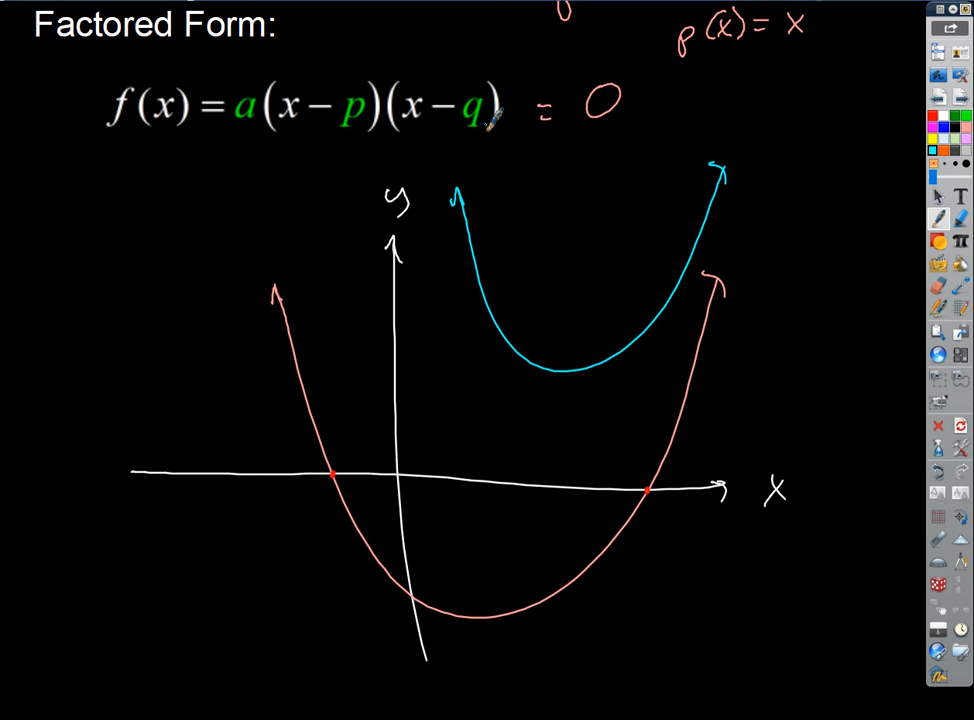 Factored Form:
p(x) = x
f(x) = a(x − p)(x − q) = 0
y
x